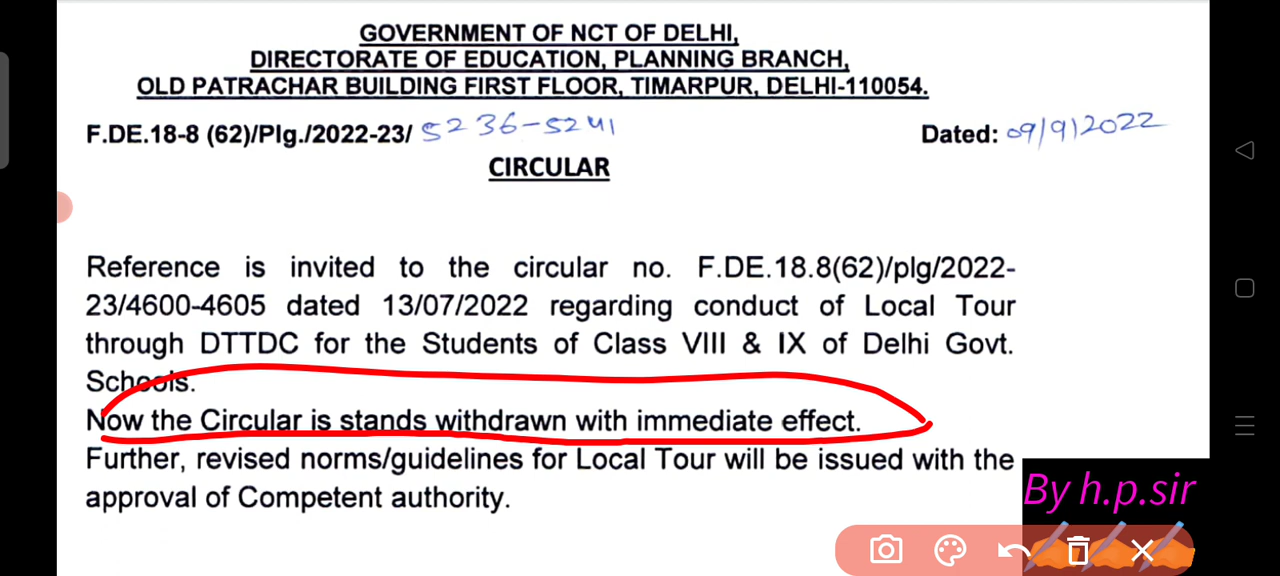 GOVERNMENT OF NCT OF DELHI,
DIRECTORATE OF EDUCATION, PLANNING BRANCH,
OLD PATRACHAR BUILDING FIRST FLOOR, TIMARPUR, DELHI-110054.
F.DE.18-8 (62)/Plg./2022-23/ 5236-5241 Dated: 09/9/2022
CIRCULAR
Reference is invited to the circular no. F.DE.18.8(62)/plg/2022-
23/4600-4605 dated 13/07/2022 regarding conduct of Local Tour
through DTTDC for the Students of Class VIII & IX of Delhi Govt.
Schools.
Now the Circular is stands withdrawn with immediate effect.
Further, revised norms/guidelines for Local Tour will be issued with the
approval of Competent authority.
By h.p.sir